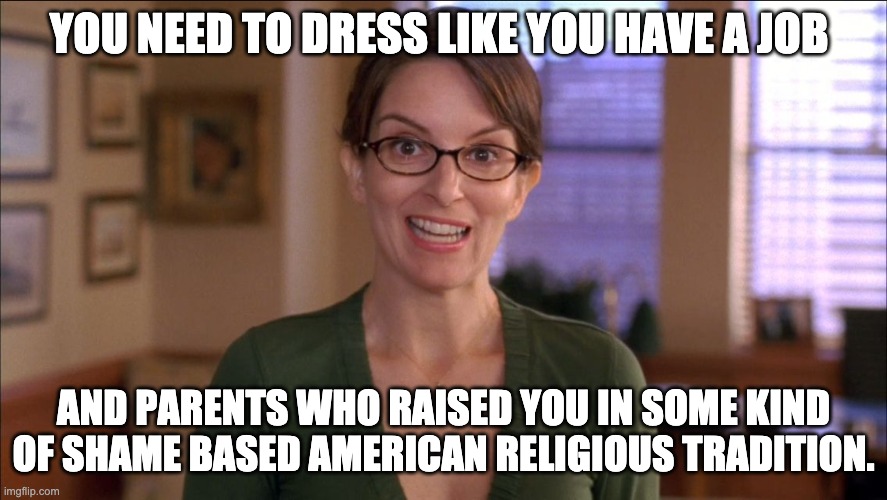 YOU NEED TO DRESS LIKE YOU HAVE A JOB
AND PARENTS WHO RAISED YOU IN SOME KIND
OF SHAME BASED AMERICAN RELIGIOUS TRADITION.
imgflip.com